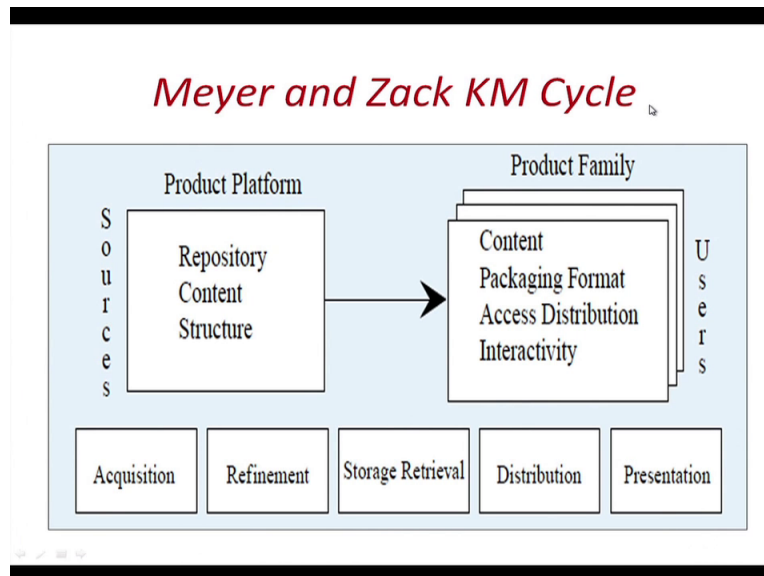 Meyer and Zack KM Cycle
Product Platform
Product Family
Sources
Repository
Content
Structure
Content
Packaging Format
Access Distribution
Interactivity
Users
Acquisition
Refinement
Storage Retrieval
Distribution
Presentation